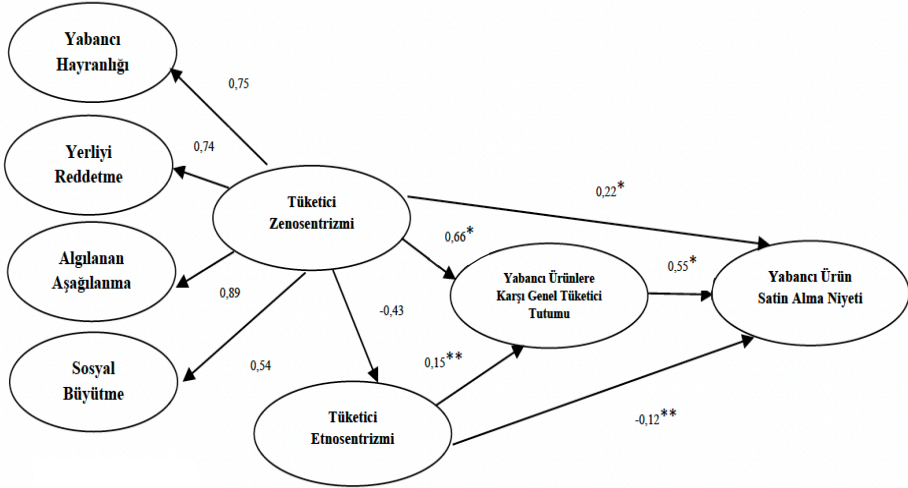 Yabancı
Hayranlığı
0,75
Yerliyi
Reddetme
0,74
Tüketici
Zenosentrizmi
0,22*
Algılanan
Aşağılanma
0,89
0,66*
Yabancı Ürünlere
Karşı Genel Tüketici
Tutumu
0,55*
Yabancı Ürün
Satin Alma Niyeti
-0,43
Sosyal
Büyütme
0,54
0,15**
Tüketici
Etnosentrizmi
-0,12**